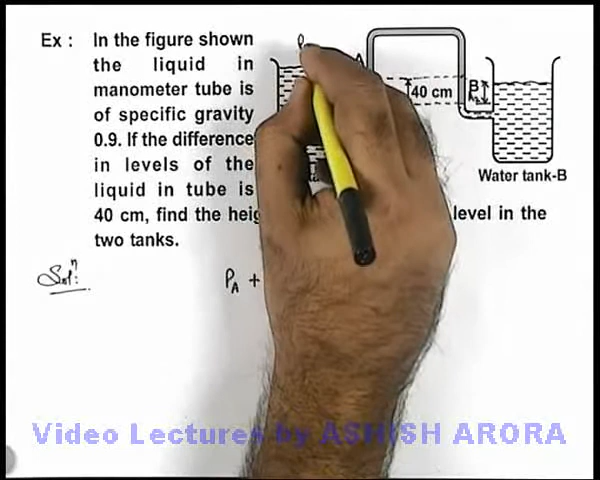 Ex : In the figure shown
the liquid in
manometer tube is
of specific gravity
0.9. If the difference
in levels of the
liquid in tube is
40 cm, find the level in the
two tanks.
A
40 cm
B
Water tank-B
Solⁿ:
P_A +
Video Lectures by ASHISH ARORA